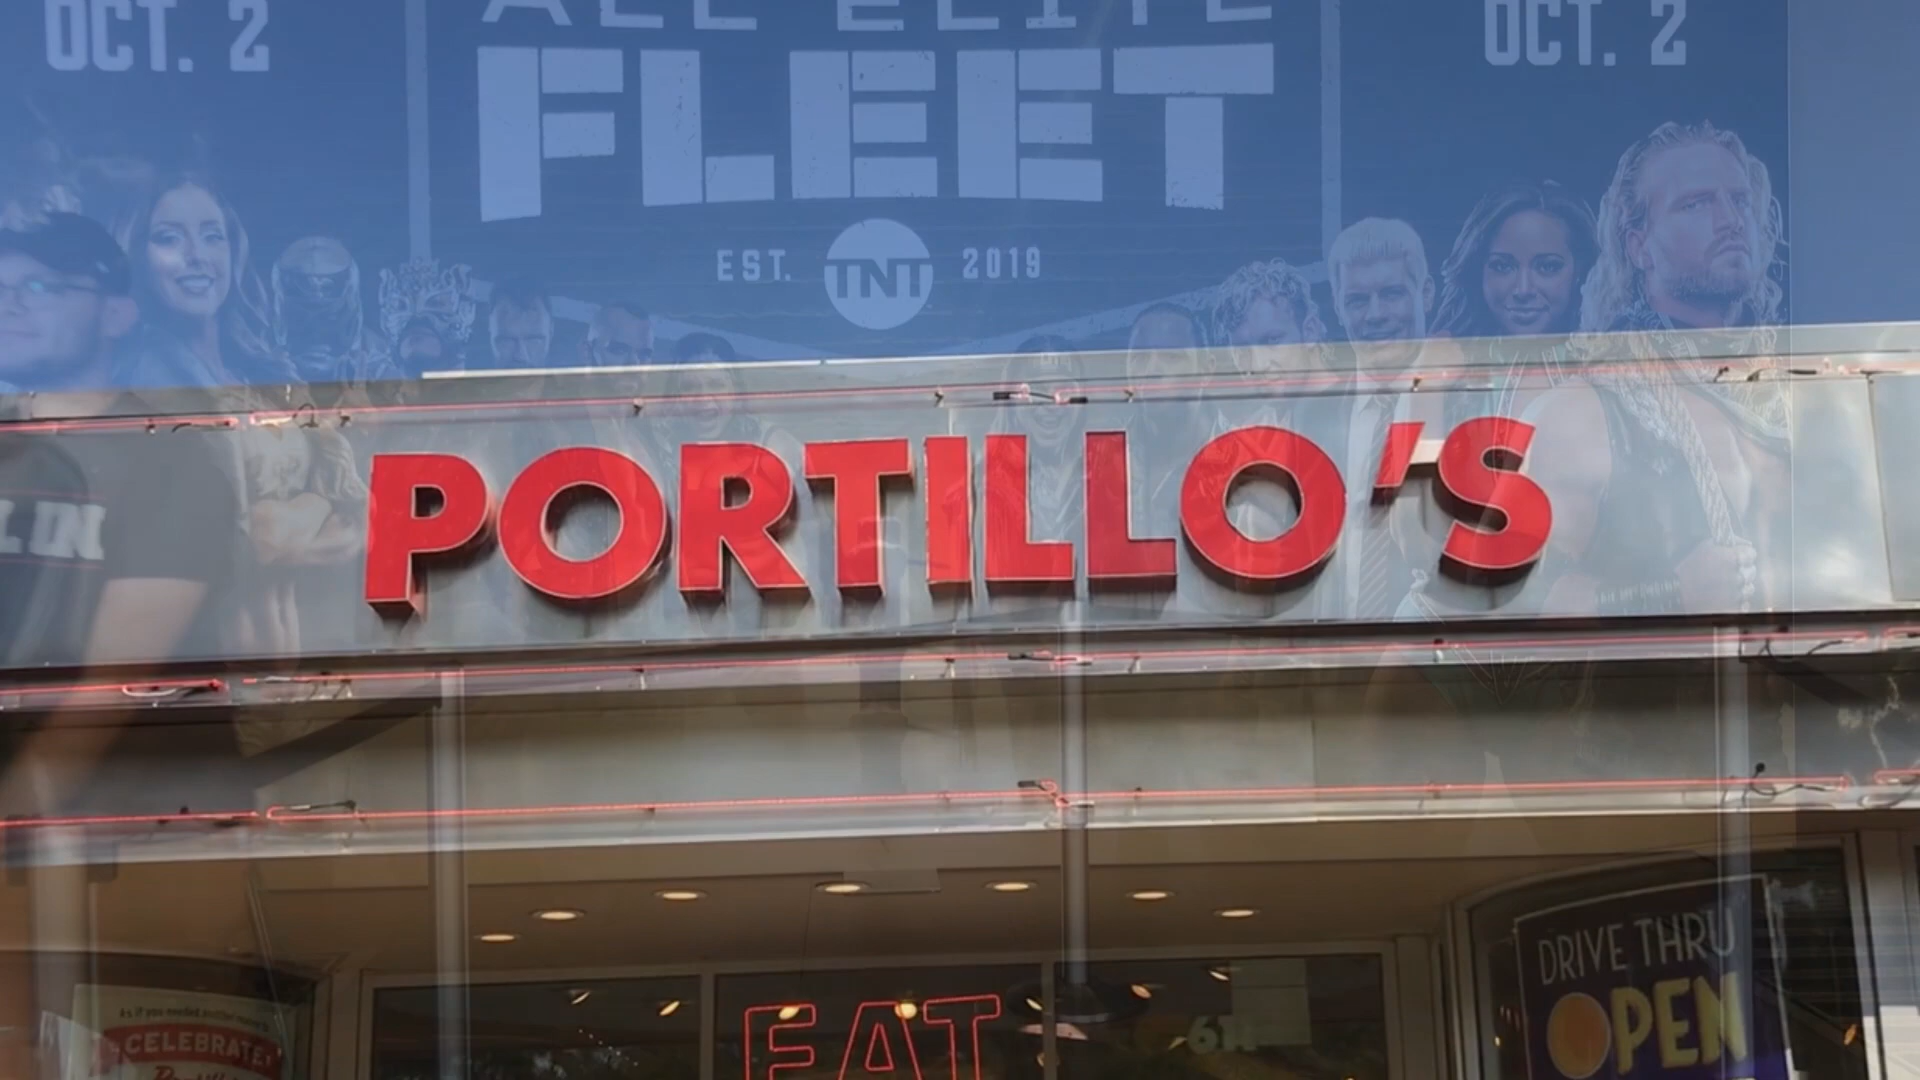 OCT. 2
ALL ELITE
OCT. 2
FLEET
EST. TNT 2019
PORTILLO'S
DRIVE THRU
OPEN
EAT
CELEBRATE!